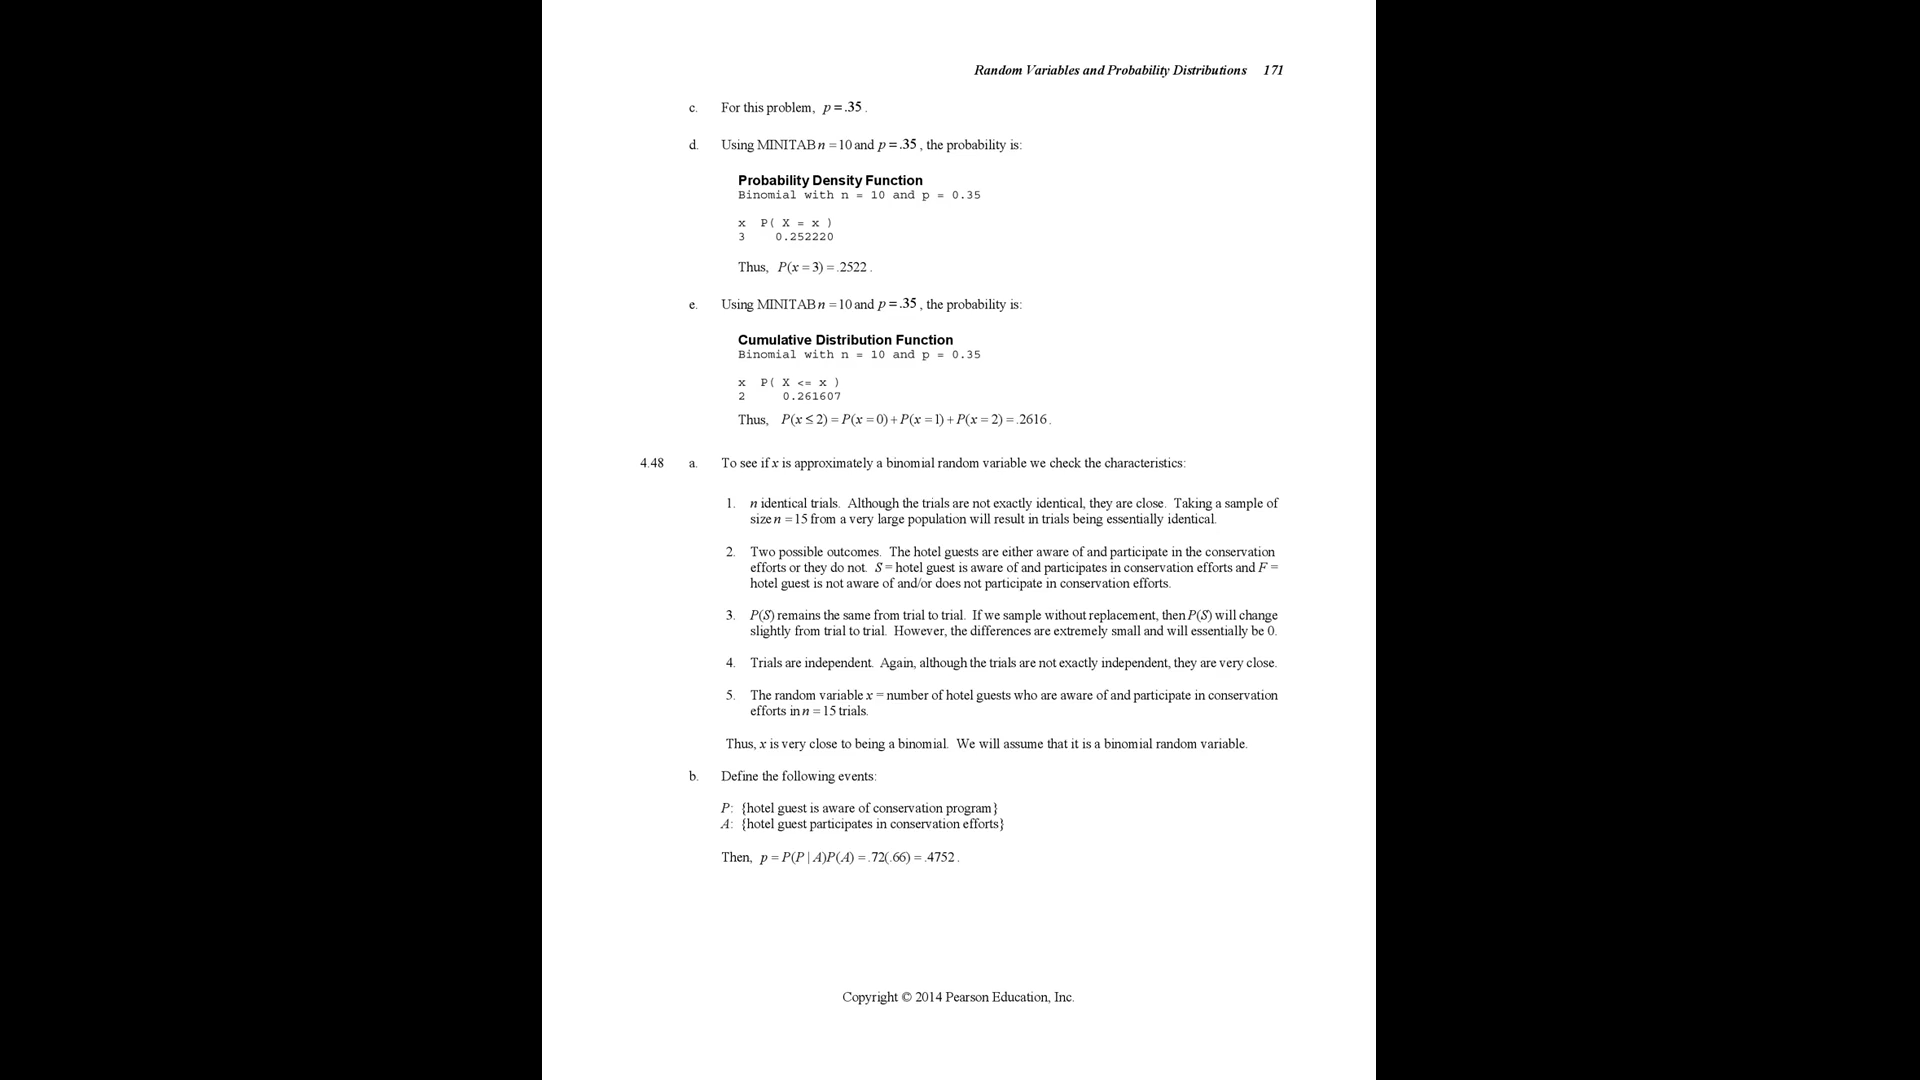 Random Variables and Probability Distributions 171
c. For this problem, p = .35 .
d. Using MINITAB n = 10 and p = .35 , the probability is:
Probability Density Function
Binomial with n = 10 and p = 0.35
x P( X = x )
3 0.252220
Thus, P(x = 3) = .2522 .
e. Using MINITAB n = 10 and p = .35 , the probability is:
Cumulative Distribution Function
Binomial with n = 10 and p = 0.35
x P( X <= x )
2 0.261607
Thus, P(x ≤ 2) = P(x = 0) + P(x = 1) + P(x = 2) = .2616 .
4.48 a. To see if x is approximately a binomial random variable we check the characteristics:
1. n identical trials. Although the trials are not exactly identical, they are close. Taking a sample of
size n = 15 from a very large population will result in trials being essentially identical.
2. Two possible outcomes. The hotel guests are either aware of and participate in the conservation
efforts or they do not. S = hotel guest is aware of and participates in conservation efforts and F =
hotel guest is not aware of and/or does not participate in conservation efforts.
3. P(S) remains the same from trial to trial. If we sample without replacement, then P(S) will change
slightly from trial to trial. However, the differences are extremely small and will essentially be 0.
4. Trials are independent. Again, although the trials are not exactly independent, they are very close.
5. The random variable x = number of hotel guests who are aware of and participate in conservation
efforts in n = 15 trials.
Thus, x is very close to being a binomial. We will assume that it is a binomial random variable.
b. Define the following events:
P: {hotel guest is aware of conservation program}
A: {hotel guest participates in conservation efforts}
Then, p = P(P | A)P(A) = .72(.66) = .4752 .
Copyright © 2014 Pearson Education, Inc.